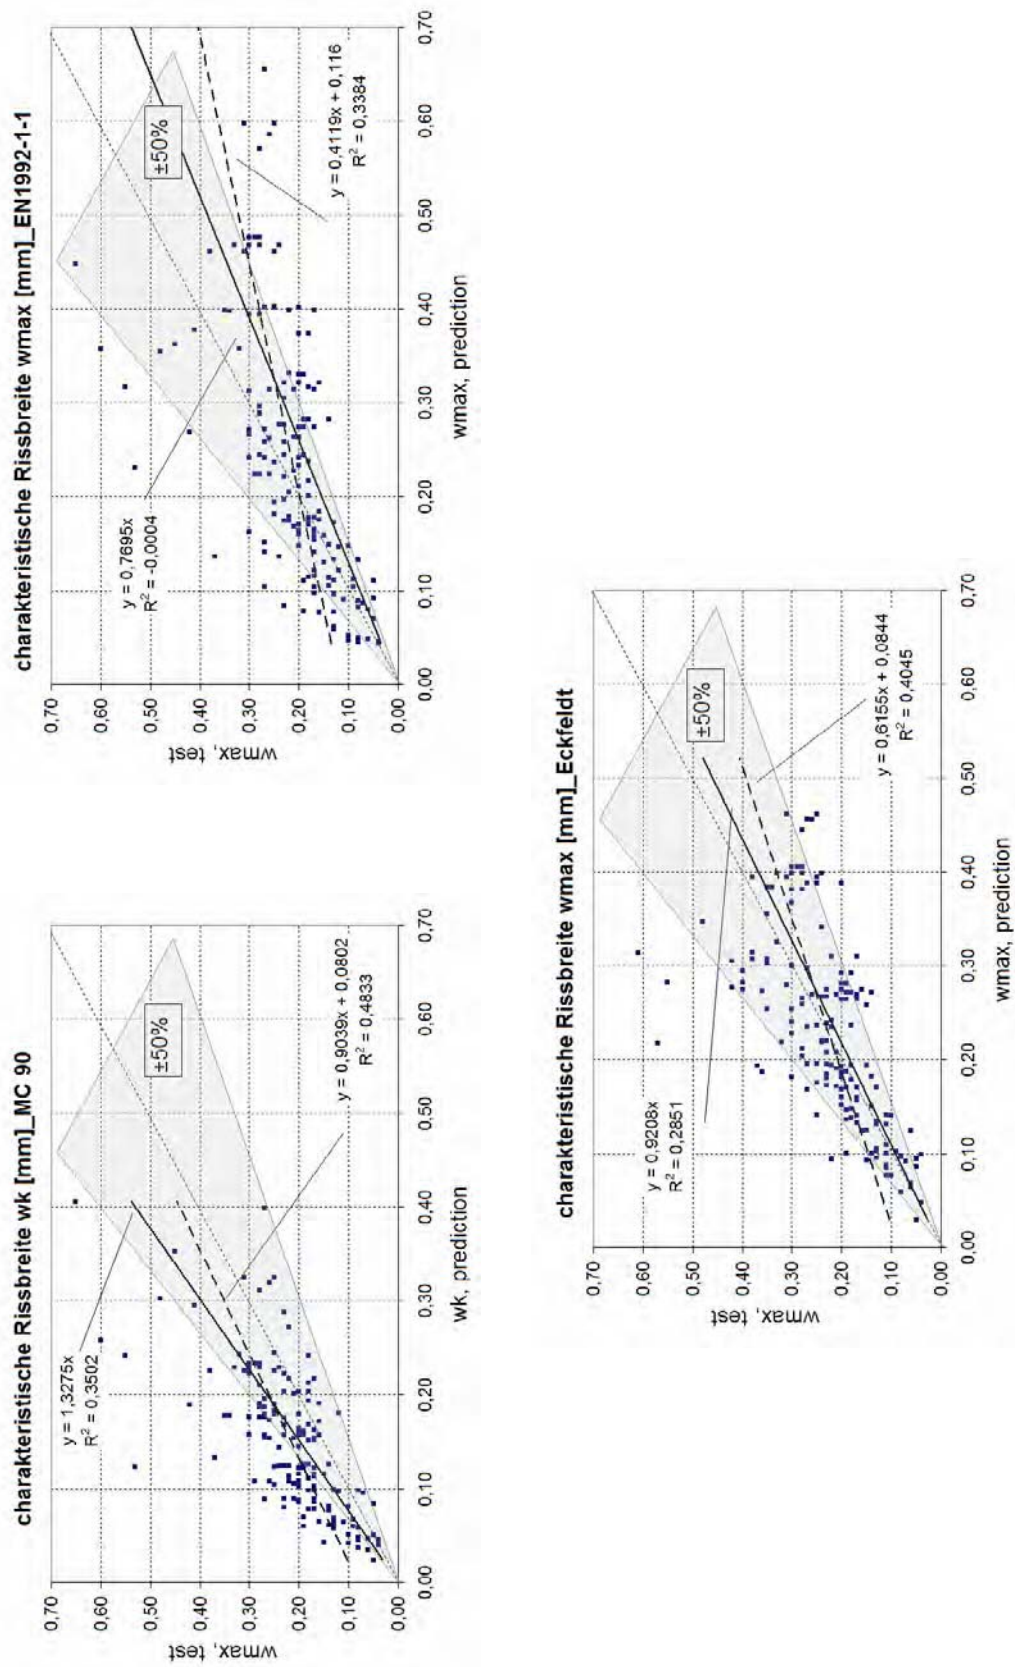 charakteristische Rissbreite wk [mm]_MC 90
0,70
0,60
0,50
0,40
0,30
0,20
0,10
0,00
wmax, test
y = 1,3275x
R² = 0,3502
±50%
y = 0,9039x + 0,0802
R² = 0,4833
0,00 0,10 0,20 0,30 0,40 0,50 0,60 0,70
wk, prediction
charakteristische Rissbreite wmax [mm]_EN1992-1-1
0,70
0,60
0,50
0,40
0,30
0,20
0,10
0,00
wmax, test
y = 0,7695x
R² = -0,0004
±50%
y = 0,4119x + 0,116
R² = 0,3384
0,00 0,10 0,20 0,30 0,40 0,50 0,60 0,70
wmax, prediction
charakteristische Rissbreite wmax [mm]_Eckfeldt
0,70
0,60
0,50
0,40
0,30
0,20
0,10
0,00
wmax, test
y = 0,9208x
R² = 0,2851
±50%
y = 0,6155x + 0,0844
R² = 0,4045
0,00 0,10 0,20 0,30 0,40 0,50 0,60 0,70
wmax, prediction